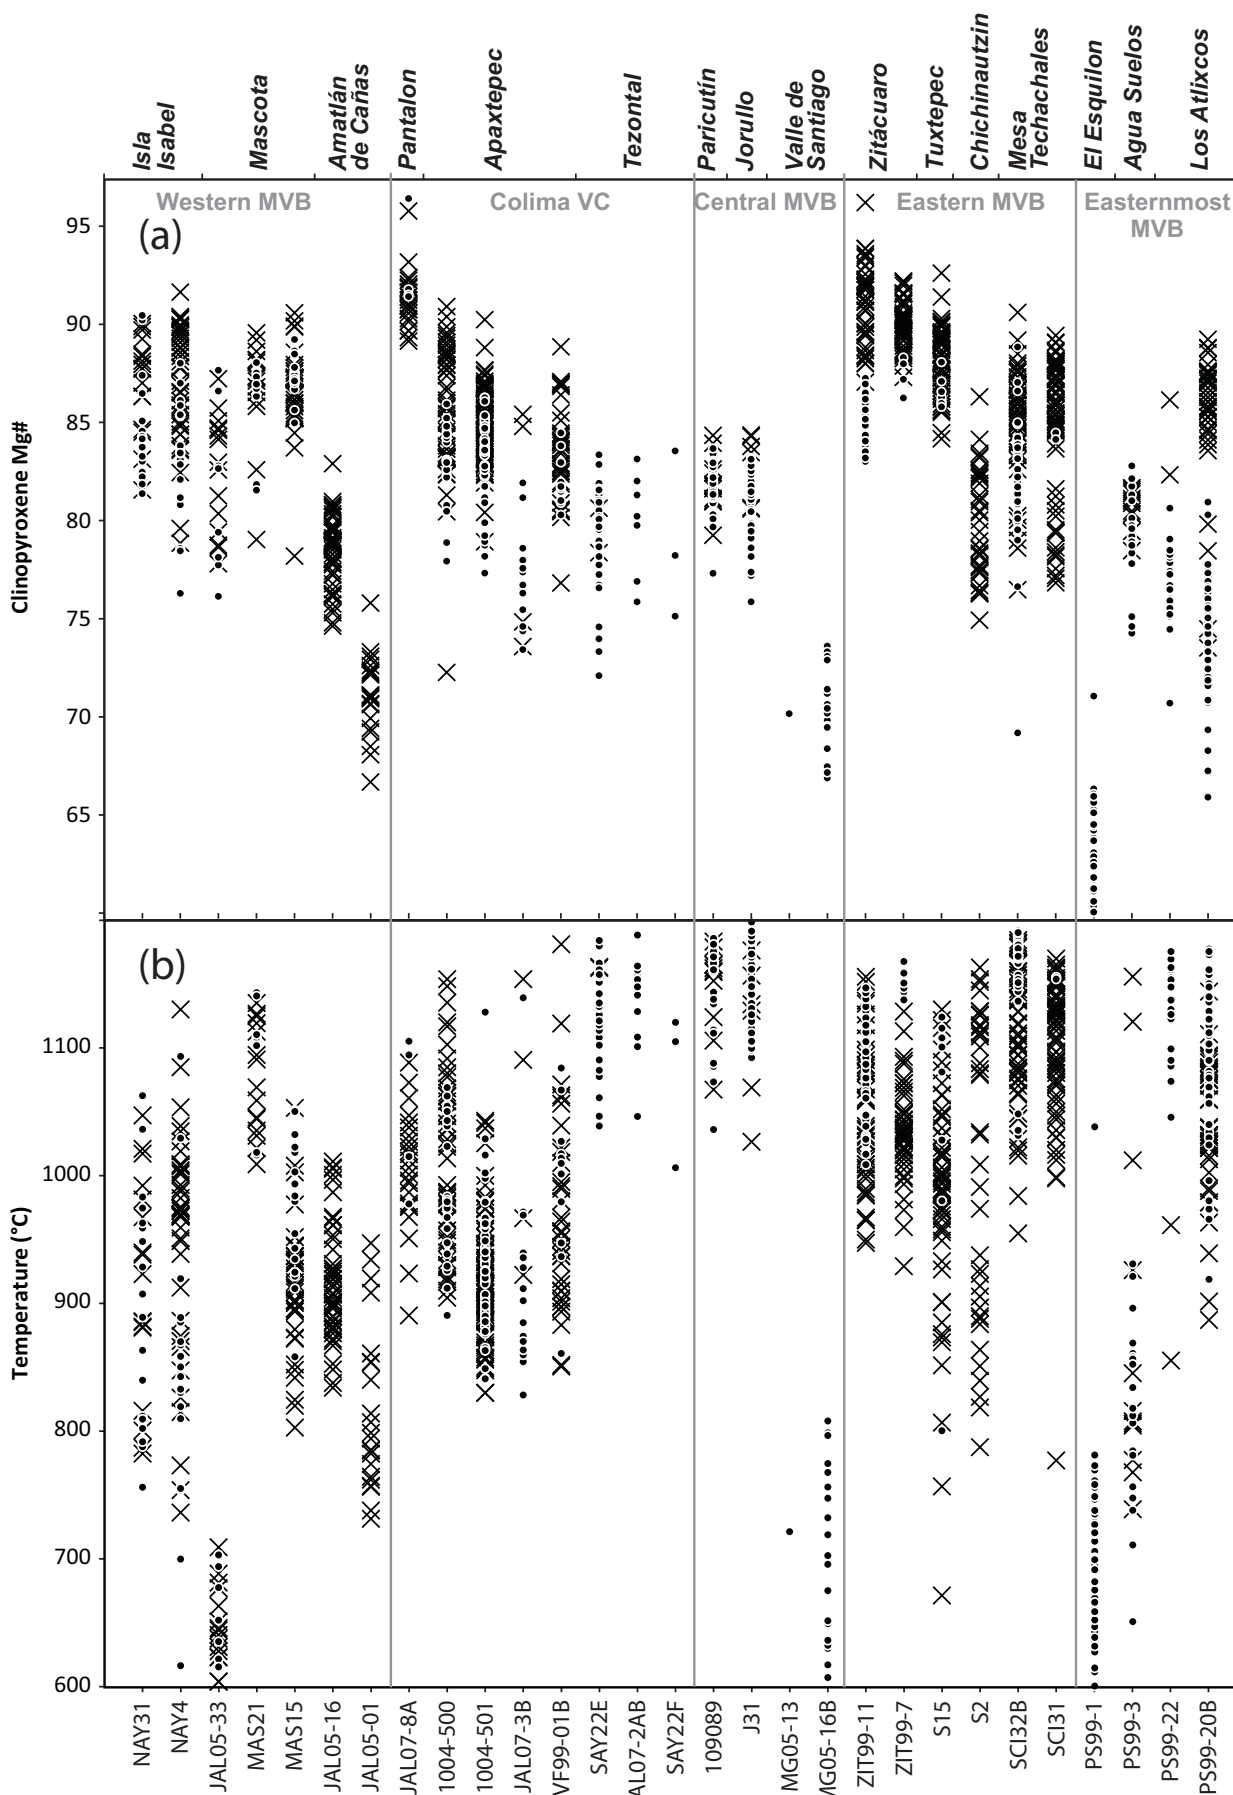 Isla
Isabel
Mascota
Amatlán
de Cañas
Pantalon
Apaxtepec
Tezontal
Paricutín
Jorullo
Valle de
Santiago
Zitácuaro
Tuxtepec
Chichinautzin
Mesa
Techachales
El Esquilon
Agua Suelos
Los Atlixcos
Western MVB
Colima VC
Central MVB
Eastern MVB
Easternmost
MVB
(a)
95
90
85
80
75
70
65
Clinopyroxene Mg#
(b)
1100
1000
900
800
700
600
Temperature (°C)
NAY31
NAY4
JAL05-33
MAS21
MAS15
JAL05-16
JAL05-01
JAL07-8A
1004-500
1004-501
JAL07-3B
VF99-01B
SAY22E
AL07-2AB
SAY22F
109089
J31
MG05-13
MG05-16B
ZIT99-11
ZIT99-7
S15
S2
SCI32B
SCI31
PS99-1
PS99-3
PS99-22
PS99-20B